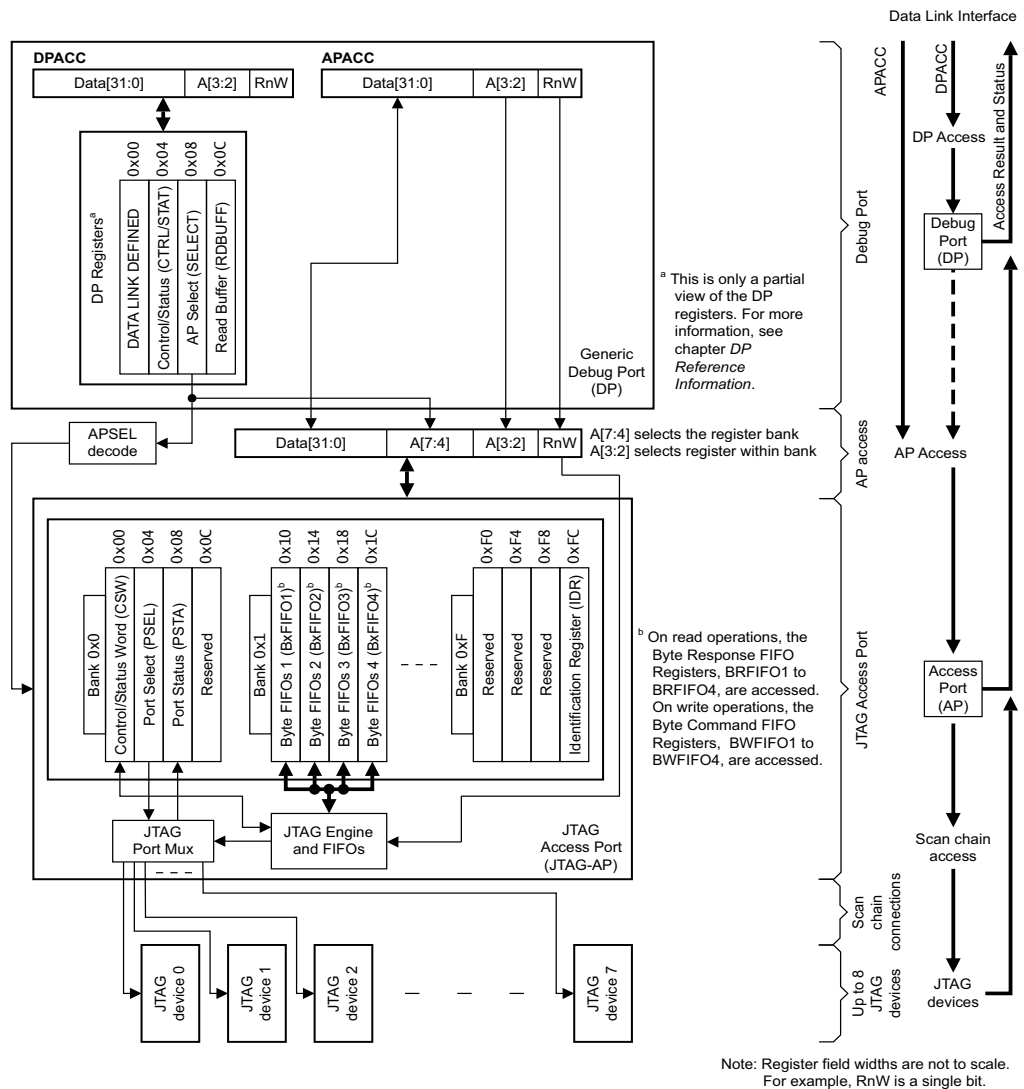 Data Link Interface
DPACC
Data[31:0]
A[3:2]
RnW
APACC
Data[31:0]
A[3:2]
RnW
DP Registersa
0x00
0x04
0x08
0x0C
DATA LINK DEFINED
Control/Status (CTRL/STAT)
AP Select (SELECT)
Read Buffer (RDBUFF)
Generic
Debug Port
(DP)
a This is only a partial
view of the DP
registers. For more
information, see
chapter DP
Reference
Information.
Debug Port
APACC
DPACC
Access Result and Status
DP Access
Debug
Port
(DP)
APSEL
decode
Data[31:0]
A[7:4]
A[3:2]
RnW
A[7:4] selects the register bank
A[3:2] selects register within bank
AP access
AP Access
Bank 0x0
0x00
0x04
0x08
0x0C
Control/Status Word (CSW)
Port Select (PSEL)
Port Status (PSTA)
Reserved
Bank 0x1
0x10
0x14
0x18
0x1C
Byte FIFOs 1 (BxFIFO1)b
Byte FIFOs 2 (BxFIFO2)b
Byte FIFOs 3 (BxFIFO3)b
Byte FIFOs 4 (BxFIFO4)b
Bank 0xF
0xF0
0xF4
0xF8
0xFC
Reserved
Reserved
Reserved
Identification Register (IDR)
b On read operations, the
Byte Response FIFO
Registers, BRFIFO1 to
BRFIFO4, are accessed.
On write operations, the
Byte Command FIFO
Registers, BWFIFO1 to
BWFIFO4, are accessed.
JTAG Access Port
Access
Port
(AP)
JTAG
Port Mux
JTAG Engine
and FIFOs
JTAG
Access Port
(JTAG-AP)
Scan chain
access
Scan
chain
connections
JTAG
device 0
JTAG
device 1
JTAG
device 2
JTAG
device 7
Up to 8
JTAG
devices
JTAG
devices
Note: Register field widths are not to scale.
For example, RnW is a single bit.